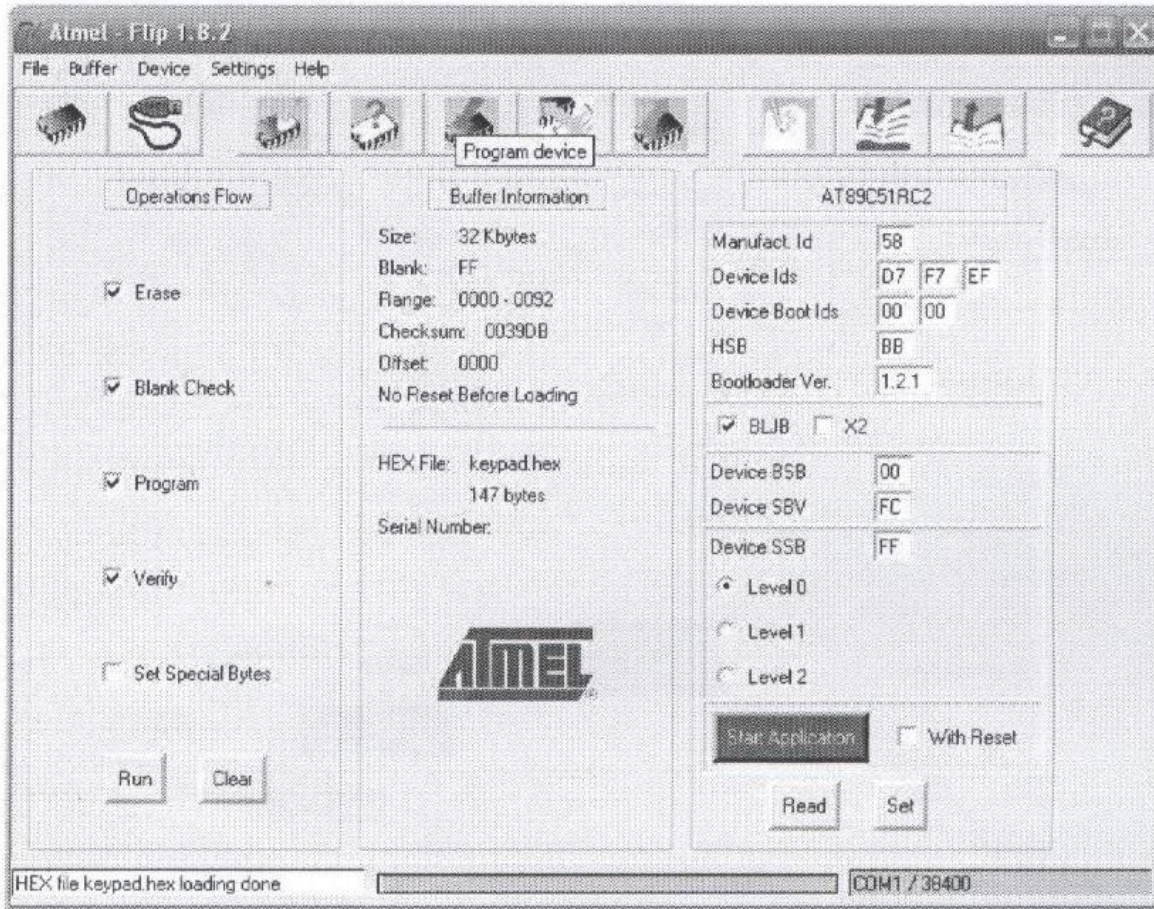 Atmel - Flip 1.8.2
File Buffer Device Settings Help
Program device
Operations Flow
Erase
Blank Check
Program
Verify
Set Special Bytes
Run Clear
Buffer Information
Size: 32 Kbytes
Blank: FF
Range: 0000 - 0092
Checksum: 0039DB
Offset: 0000
No Reset Before Loading
HEX File: keypad.hex
147 bytes
Serial Number:
ATMEL
AT89C51RC2
Manufact. Id 58
Device Ids D7 F7 EF
Device Boot Ids 00 00
HSB BB
Bootloader Ver. 1.2.1
BLJB X2
Device BSB 00
Device SBV FC
Device SSB FF
Level 0
Level 1
Level 2
Start Application With Reset
Read Set
HEX file keypad.hex loading done
COM1 / 38400